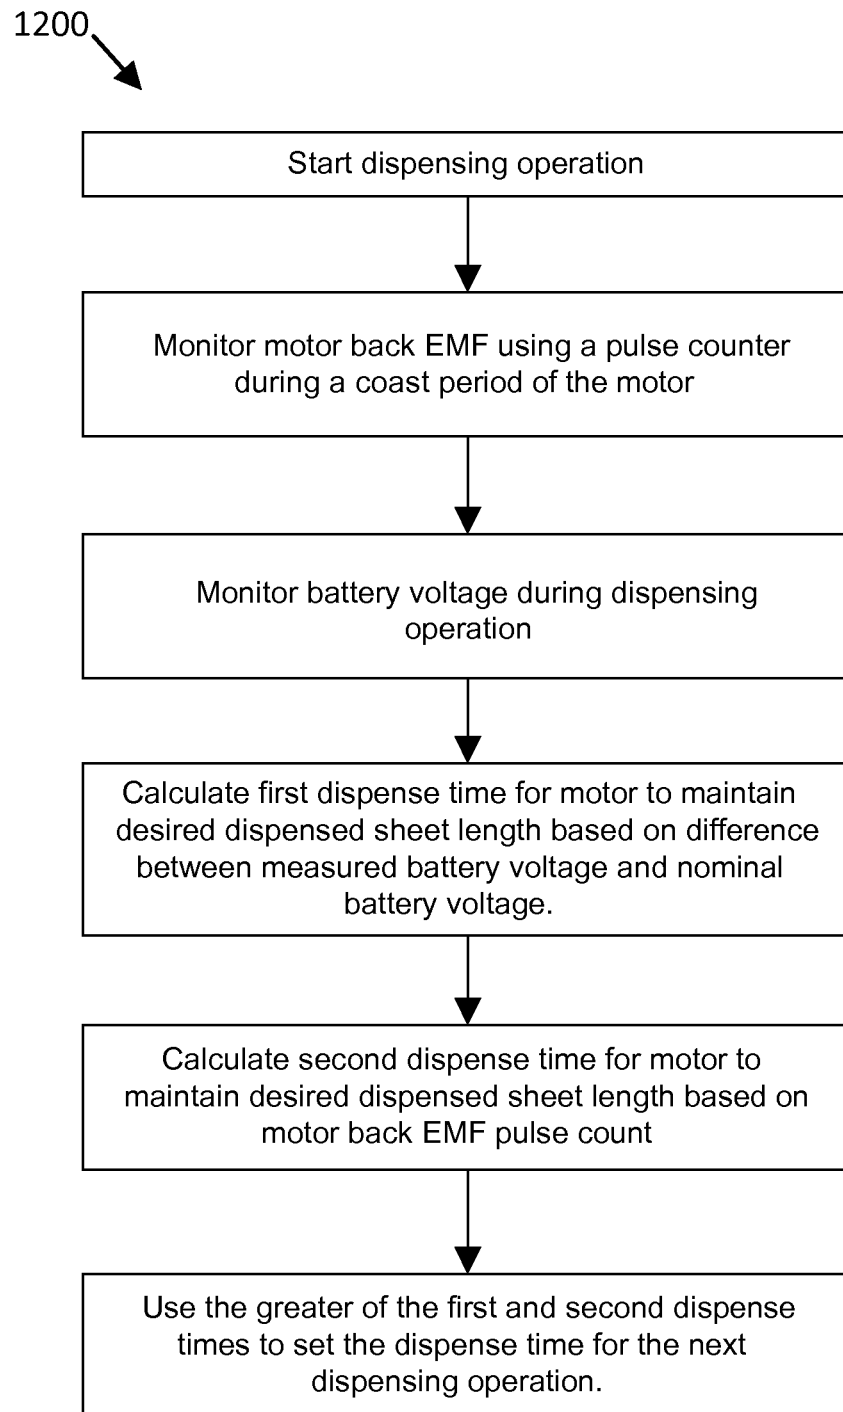 1200
Start dispensing operation
Monitor motor back EMF using a pulse counter
during a coast period of the motor
Monitor battery voltage during dispensing
operation
Calculate first dispense time for motor to maintain
desired dispensed sheet length based on difference
between measured battery voltage and nominal
battery voltage.
Calculate second dispense time for motor to
maintain desired dispensed sheet length based on
motor back EMF pulse count
Use the greater of the first and second dispense
times to set the dispense time for the next
dispensing operation.